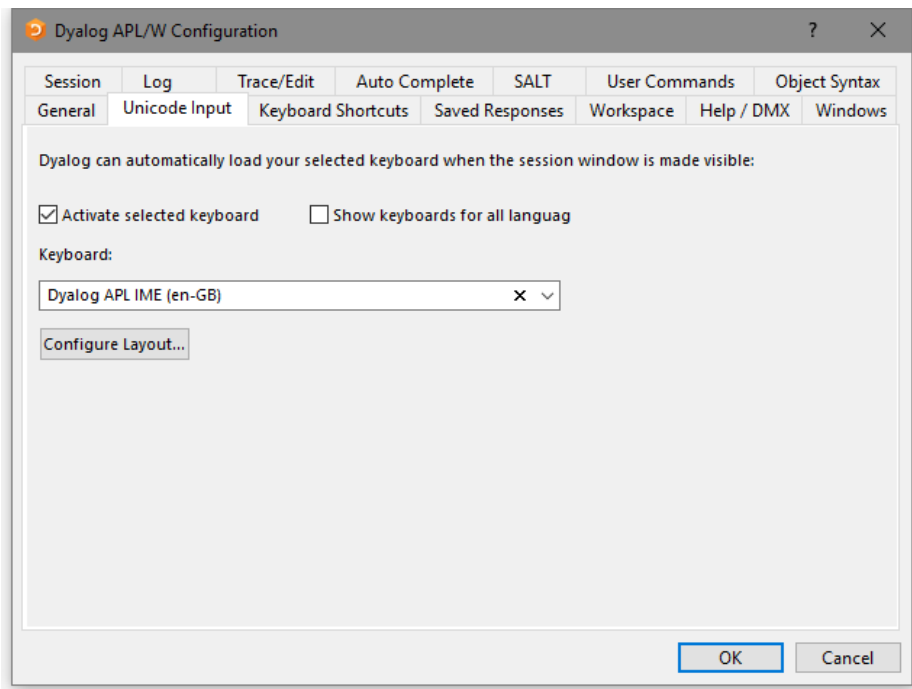 Dyalog APL/W Configuration ?
Session Log Trace/Edit Auto Complete SALT User Commands Object Syntax
General Unicode Input Keyboard Shortcuts Saved Responses Workspace Help / DMX Windows
Dyalog can automatically load your selected keyboard when the session window is made visible:
Activate selected keyboard Show keyboards for all languag
Keyboard:
Dyalog APL IME (en-GB)
Configure Layout...
OK Cancel